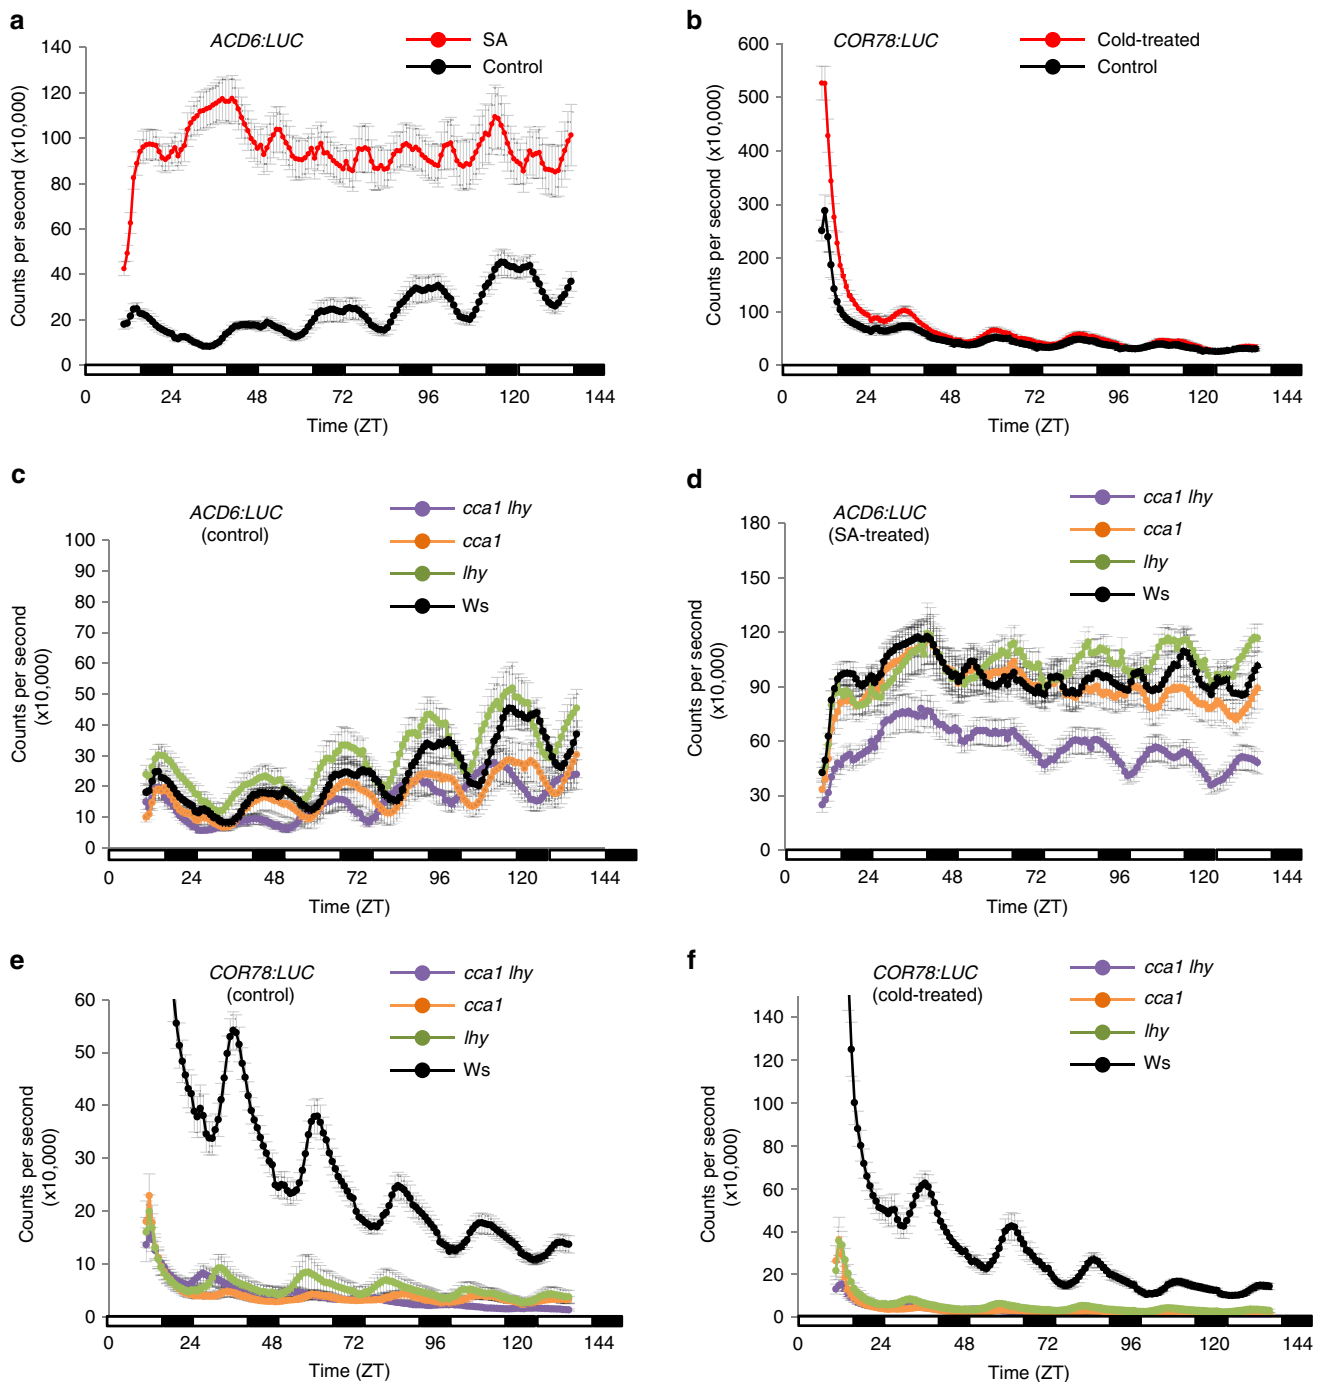 a
ACD6:LUC
SA
Control
Counts per second (x10,000)
140
120
100
80
60
40
20
0
0 24 48 72 96 120 144
Time (ZT)
b
COR78:LUC
Cold-treated
Control
Counts per second (x10,000)
600
500
400
300
200
100
0
0 24 48 72 96 120 144
Time (ZT)
c
ACD6:LUC
(control)
cca1 lhy
cca1
lhy
Ws
Counts per second
(x10,000)
100
90
80
70
60
50
40
30
20
10
0
0 24 48 72 96 120 144
Time (ZT)
d
ACD6:LUC
(SA-treated)
cca1 lhy
cca1
lhy
Ws
Counts per second
(x10,000)
180
150
120
90
60
30
0
0 24 48 72 96 120 144
Time (ZT)
e
COR78:LUC
(control)
cca1 lhy
cca1
lhy
Ws
Counts per second
(x10,000)
60
50
40
30
20
10
0
0 24 48 72 96 120 144
Time (ZT)
f
COR78:LUC
(cold-treated)
cca1 lhy
cca1
lhy
Ws
Counts per second
(x10,000)
140
120
100
80
60
40
20
0
0 24 48 72 96 120 144
Time (ZT)